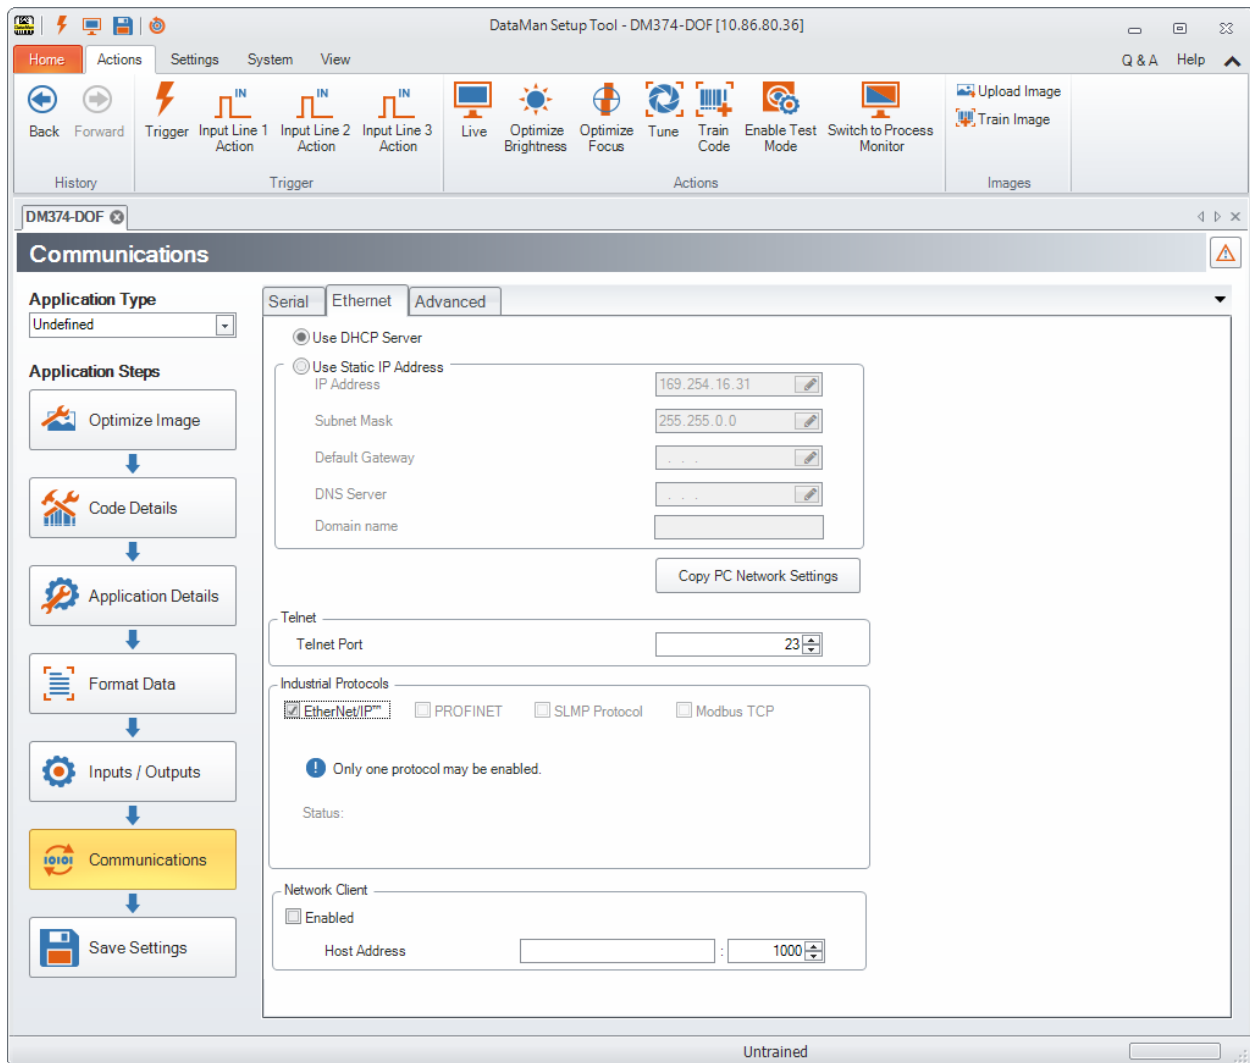 DataMan Setup Tool - DM374-DOF [10.86.80.36]
Home Actions Settings System View Q & A Help
Back Forward Trigger Input Line 1 Action Input Line 2 Action Input Line 3 Action Live Optimize Brightness Optimize Focus Tune Train Code Enable Test Mode Switch to Process Monitor
Upload Image
Train Image
History Trigger Actions Images
DM374-DOF
Communications
Application Type
Undefined
Application Steps
Optimize Image
Code Details
Application Details
Format Data
Inputs / Outputs
Communications
Save Settings
Serial Ethernet Advanced
Use DHCP Server
Use Static IP Address
IP Address 169.254.16.31
Subnet Mask 255.255.0.0
Default Gateway . . .
DNS Server . . .
Domain name
Copy PC Network Settings
Telnet
Telnet Port 23
Industrial Protocols
EtherNet/IP™ PROFINET SLMP Protocol Modbus TCP
! Only one protocol may be enabled.
Status:
Network Client
Enabled
Host Address : 1000
Untrained